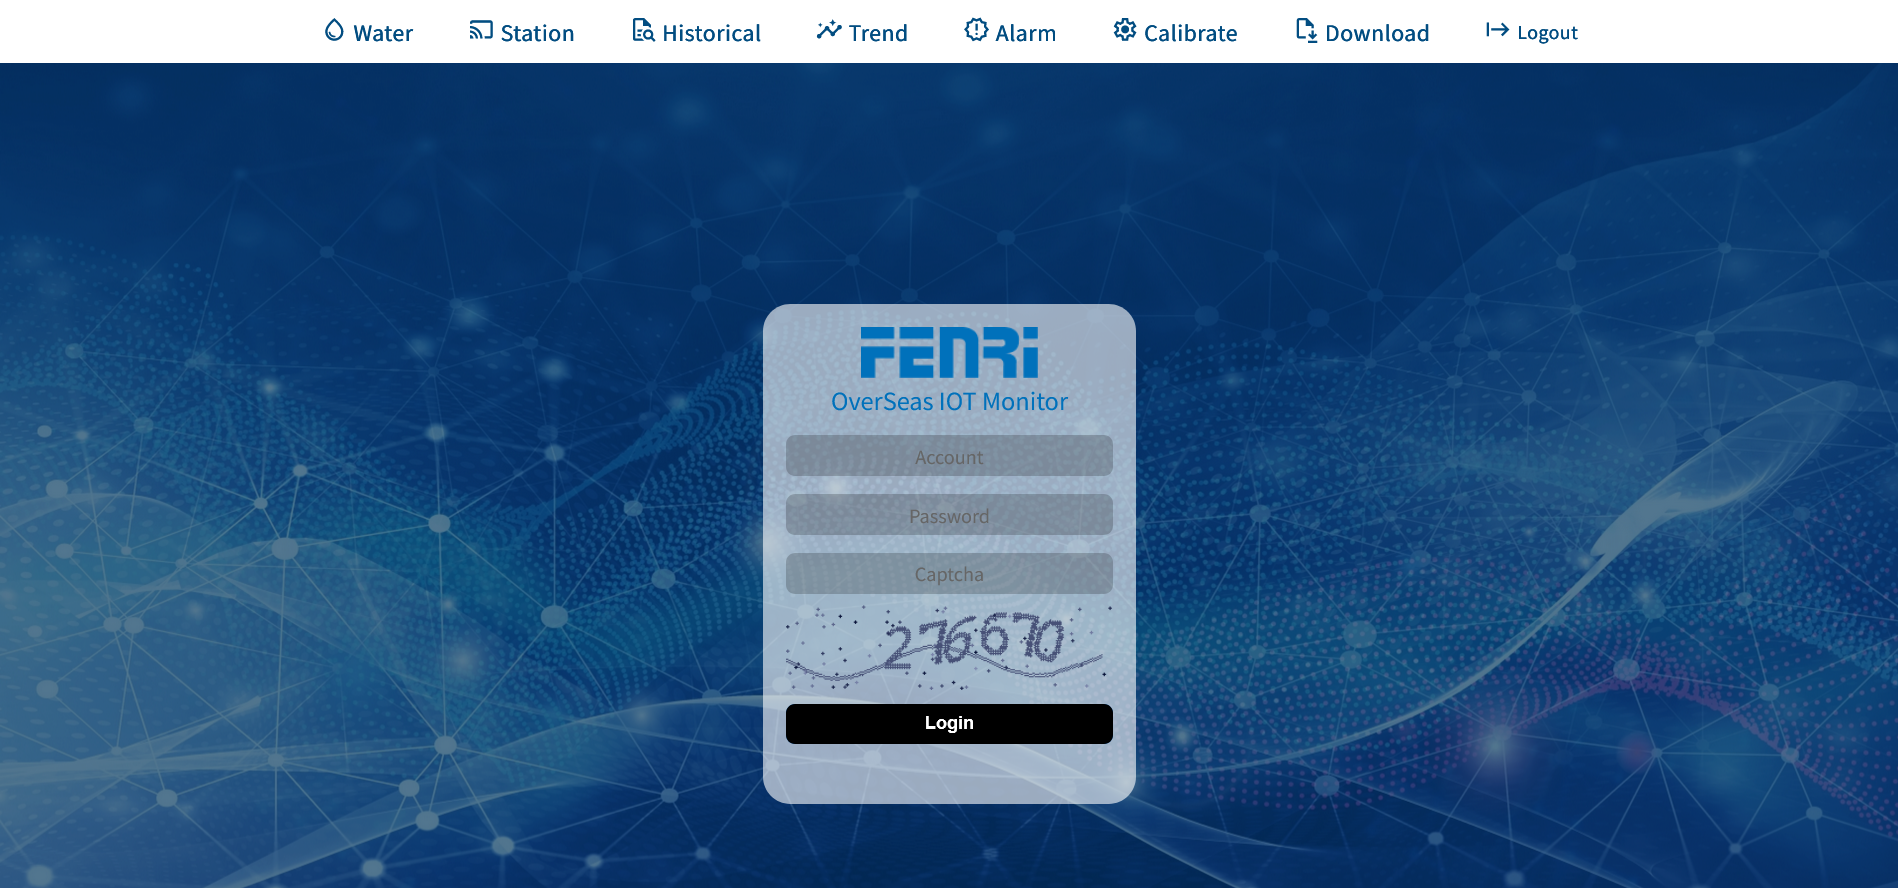 Water Station Historical Trend Alarm Calibrate Download Logout
FENRI
OverSeas IOT Monitor
Account
Password
Captcha
276670
Login